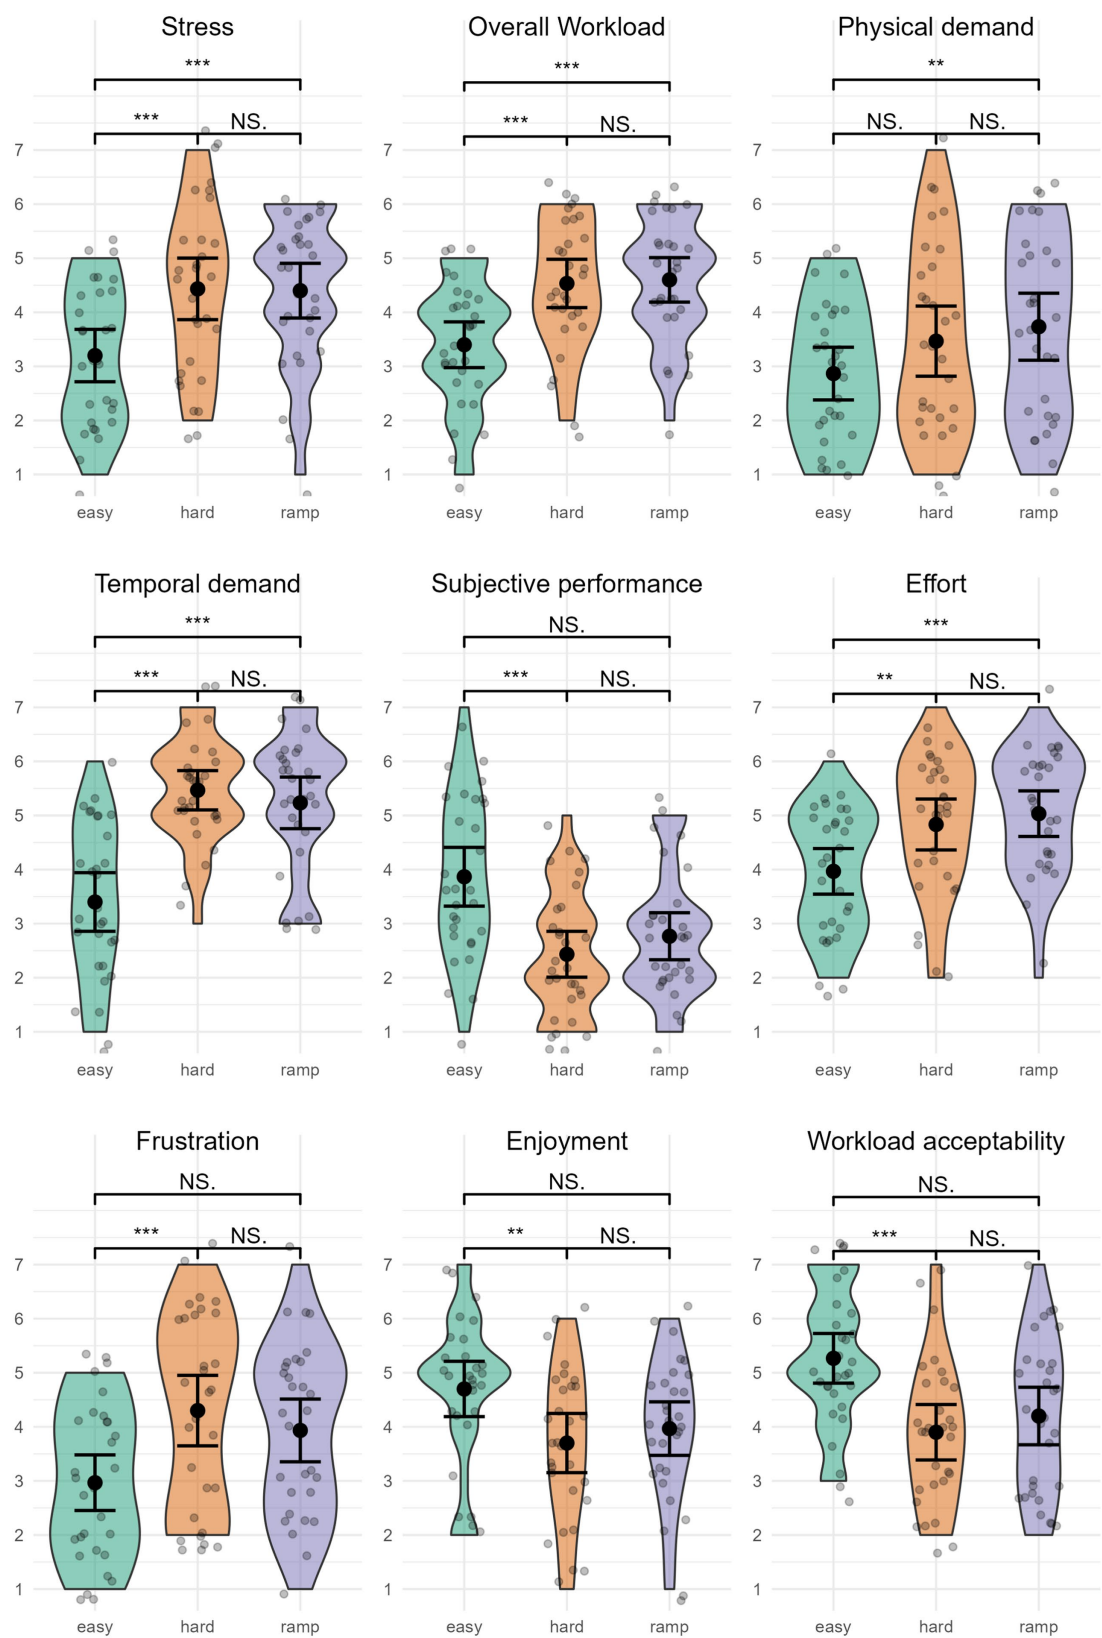 Stress Overall Workload Physical demand
*** *** **
*** NS. *** NS. NS. NS.
7 7 7
6 6 6
5 5 5
4 4 4
3 3 3
2 2 2
1 1 1
easy hard ramp easy hard ramp easy hard ramp
Temporal demand Subjective performance Effort
*** NS. ***
*** NS. *** NS. ** NS.
7 7 7
6 6 6
5 5 5
4 4 4
3 3 3
2 2 2
1 1 1
easy hard ramp easy hard ramp easy hard ramp
Frustration Enjoyment Workload acceptability
NS. NS. NS.
*** NS. ** NS. *** NS.
7 7 7
6 6 6
5 5 5
4 4 4
3 3 3
2 2 2
1 1 1
easy hard ramp easy hard ramp easy hard ramp